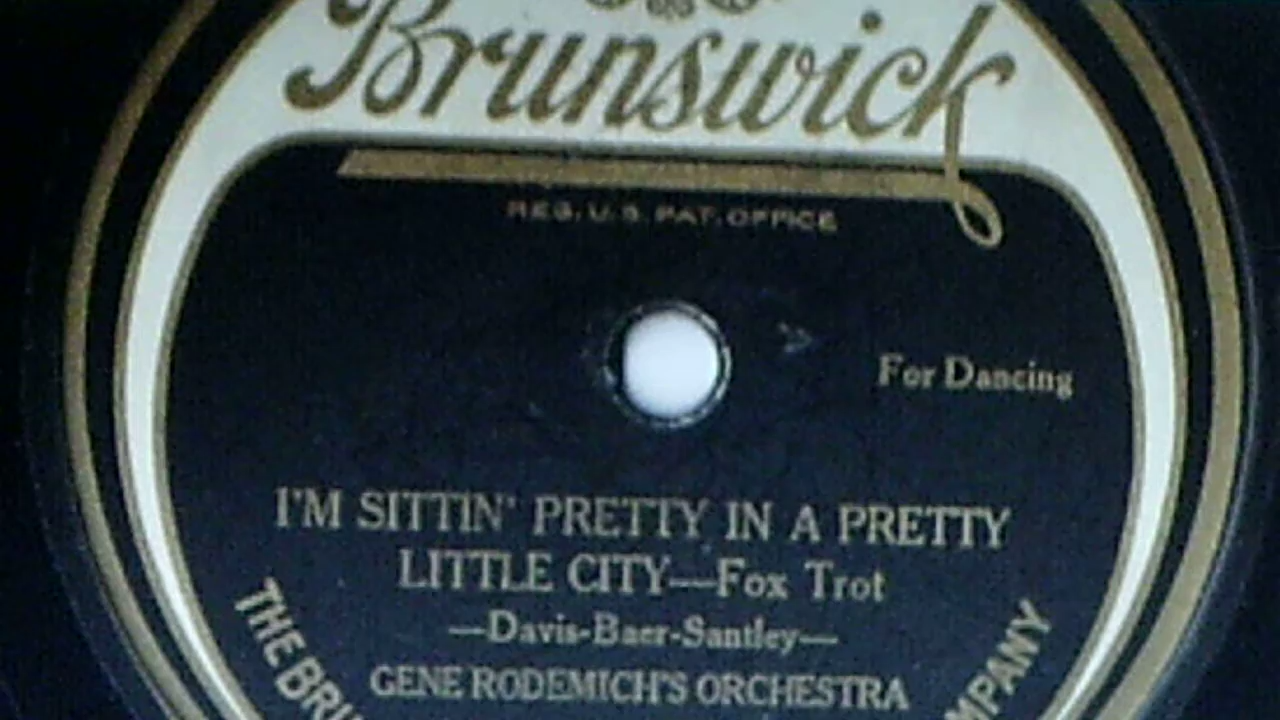 Brunswick
REG. U.S. PAT. OFFICE
For Dancing
I'M SITTIN' PRETTY IN A PRETTY
LITTLE CITY—Fox Trot
—Davis-Baer-Santley—
GENE RODEMICH'S ORCHESTRA
THE BRU
MPANY